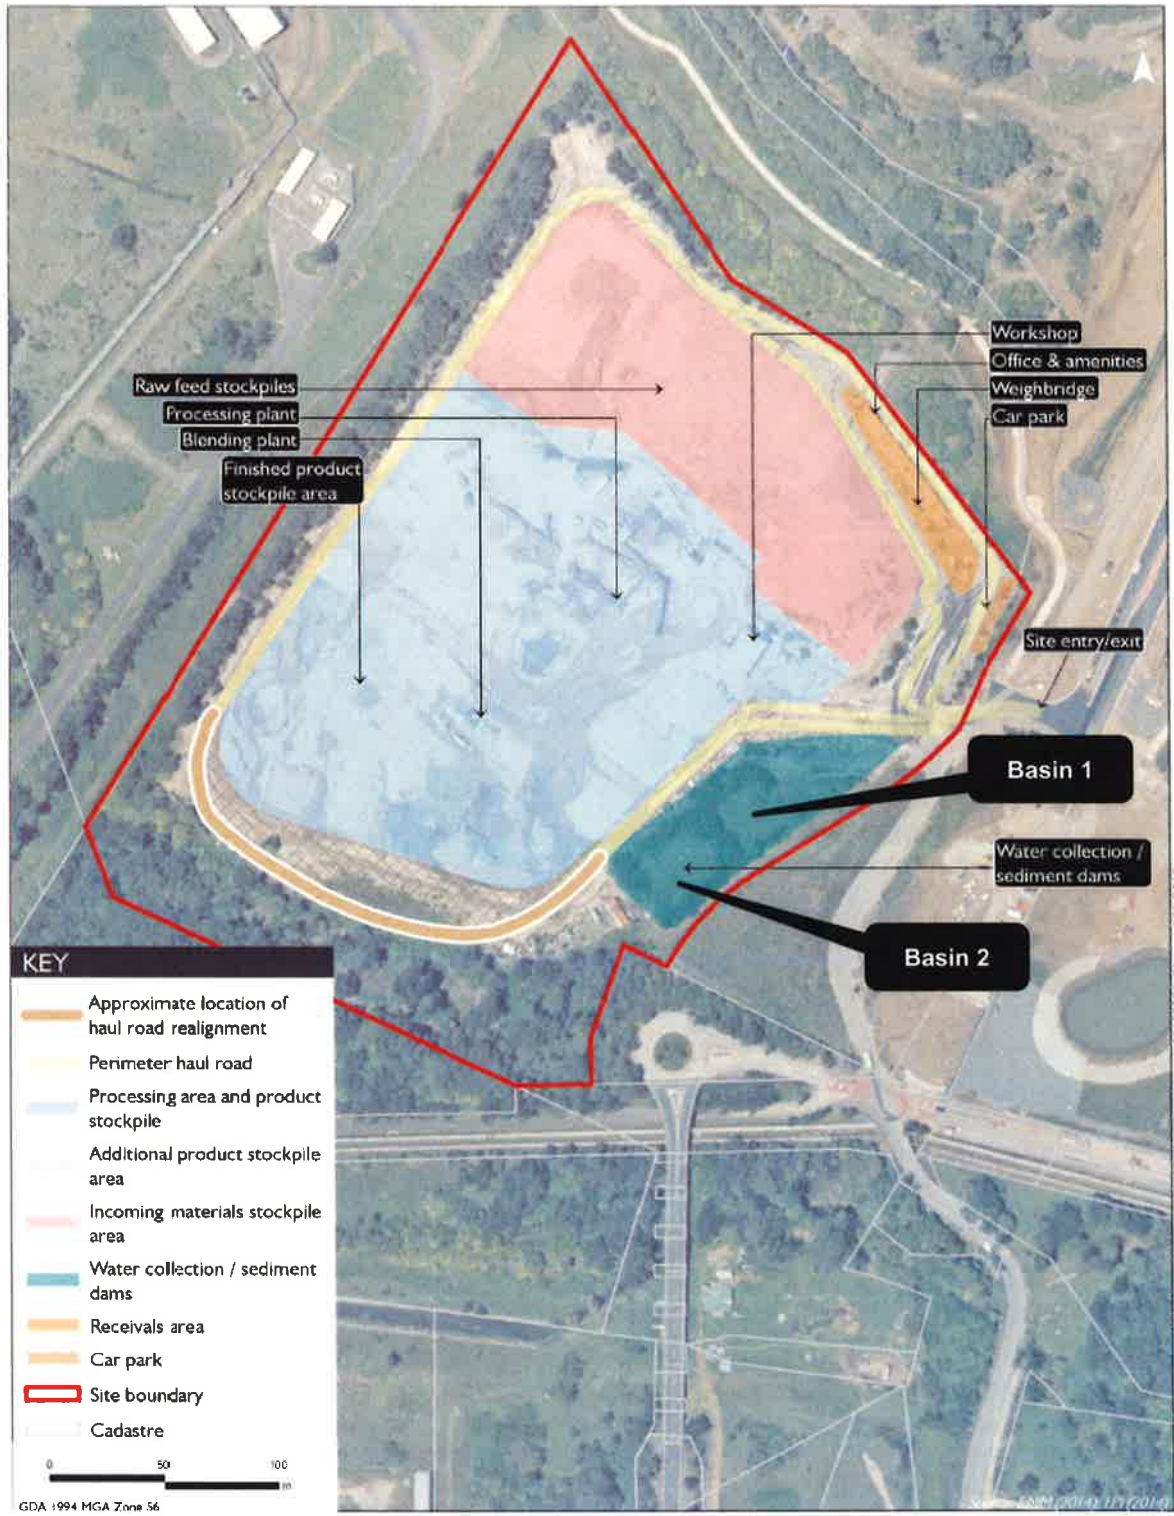 Workshop
Office & amenities
Weighbridge
Car park
Raw feed stockpiles
Processing plant
Blending plant
Finished product
stockpile area
Site entry/exit
Basin 1
Water collection /
sediment dams
Basin 2
KEY
Approximate location of
haul road realignment
Perimeter haul road
Processing area and product
stockpile
Additional product stockpile
area
Incoming materials stockpile
area
Water collection / sediment
dams
Receivals area
Car park
Site boundary
Cadastre
0 50 100
m
GDA 1994 MGA Zone 56
(2014)